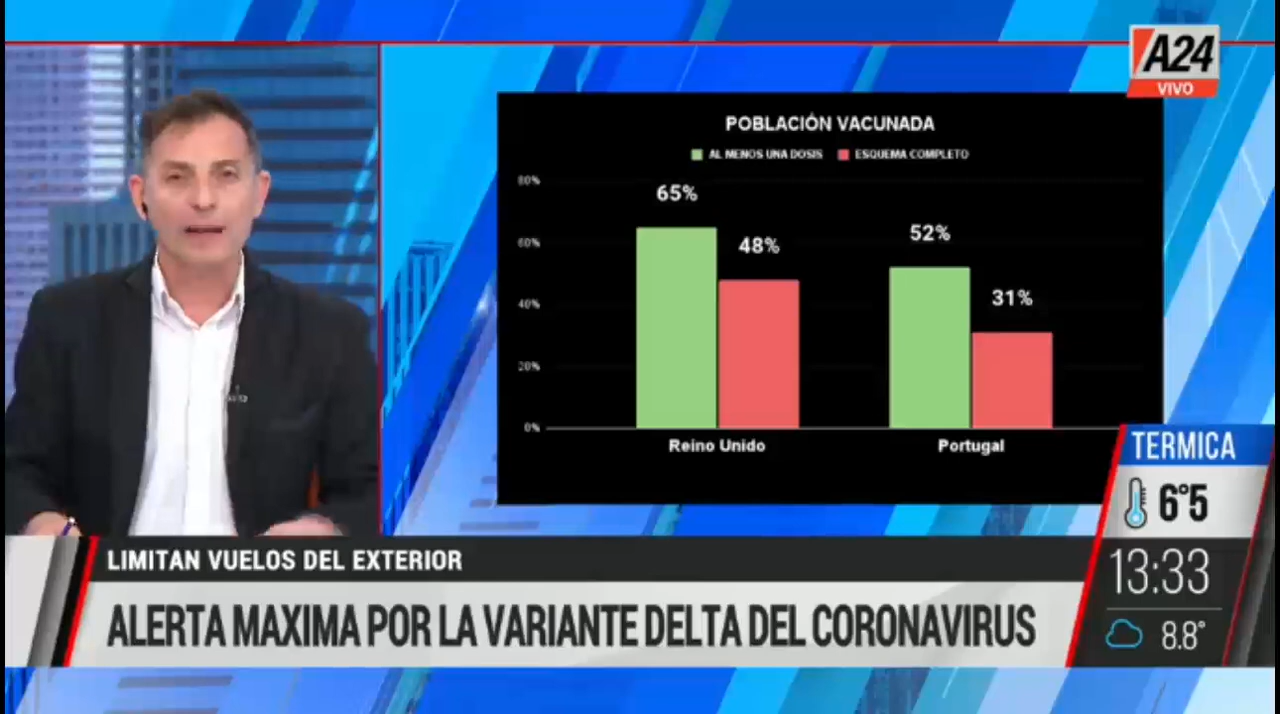 A24
VIVO
POBLACIÓN VACUNADA
AL MENOS UNA DOSIS ESQUEMA COMPLETO
80%
60%
40%
20%
0%
65%
48%
52%
31%
Reino Unido Portugal
TERMICA
6°5
13:33
8.8°
LIMITAN VUELOS DEL EXTERIOR
ALERTA MAXIMA POR LA VARIANTE DELTA DEL CORONAVIRUS